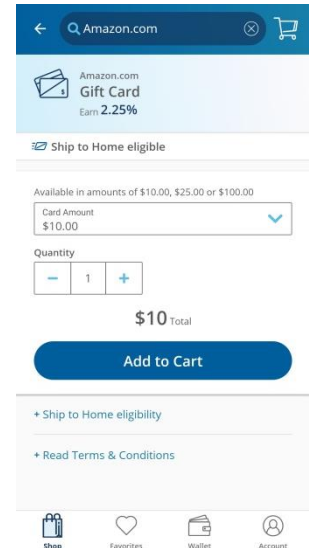 Amazon.com
Amazon.com
Gift Card
Earn 2.25%
Ship to Home eligible
Available in amounts of $10.00, $25.00 or $100.00
Card Amount
$10.00
Quantity
− 1 +
$10 Total
Add to Cart
+ Ship to Home eligibility
+ Read Terms & Conditions
Shop Favorites Wallet Account